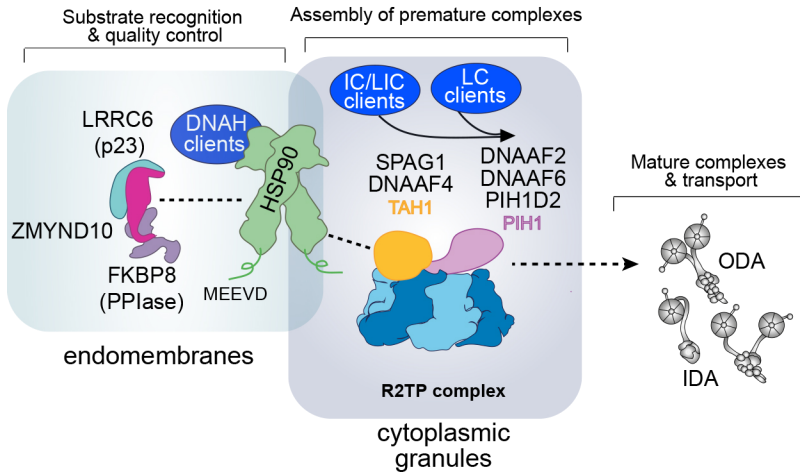 Substrate recognition
& quality control
Assembly of premature complexes
LRRC6
(p23)
DNAH
clients
HSP90
ZMYND10
FKBP8
(PPIase)
MEEVD
endomembranes
IC/LIC
clients
LC
clients
SPAG1
DNAAF4
TAH1
DNAAF2
DNAAF6
PIH1D2
PIH1
R2TP complex
cytoplasmic
granules
Mature complexes
& transport
ODA
IDA